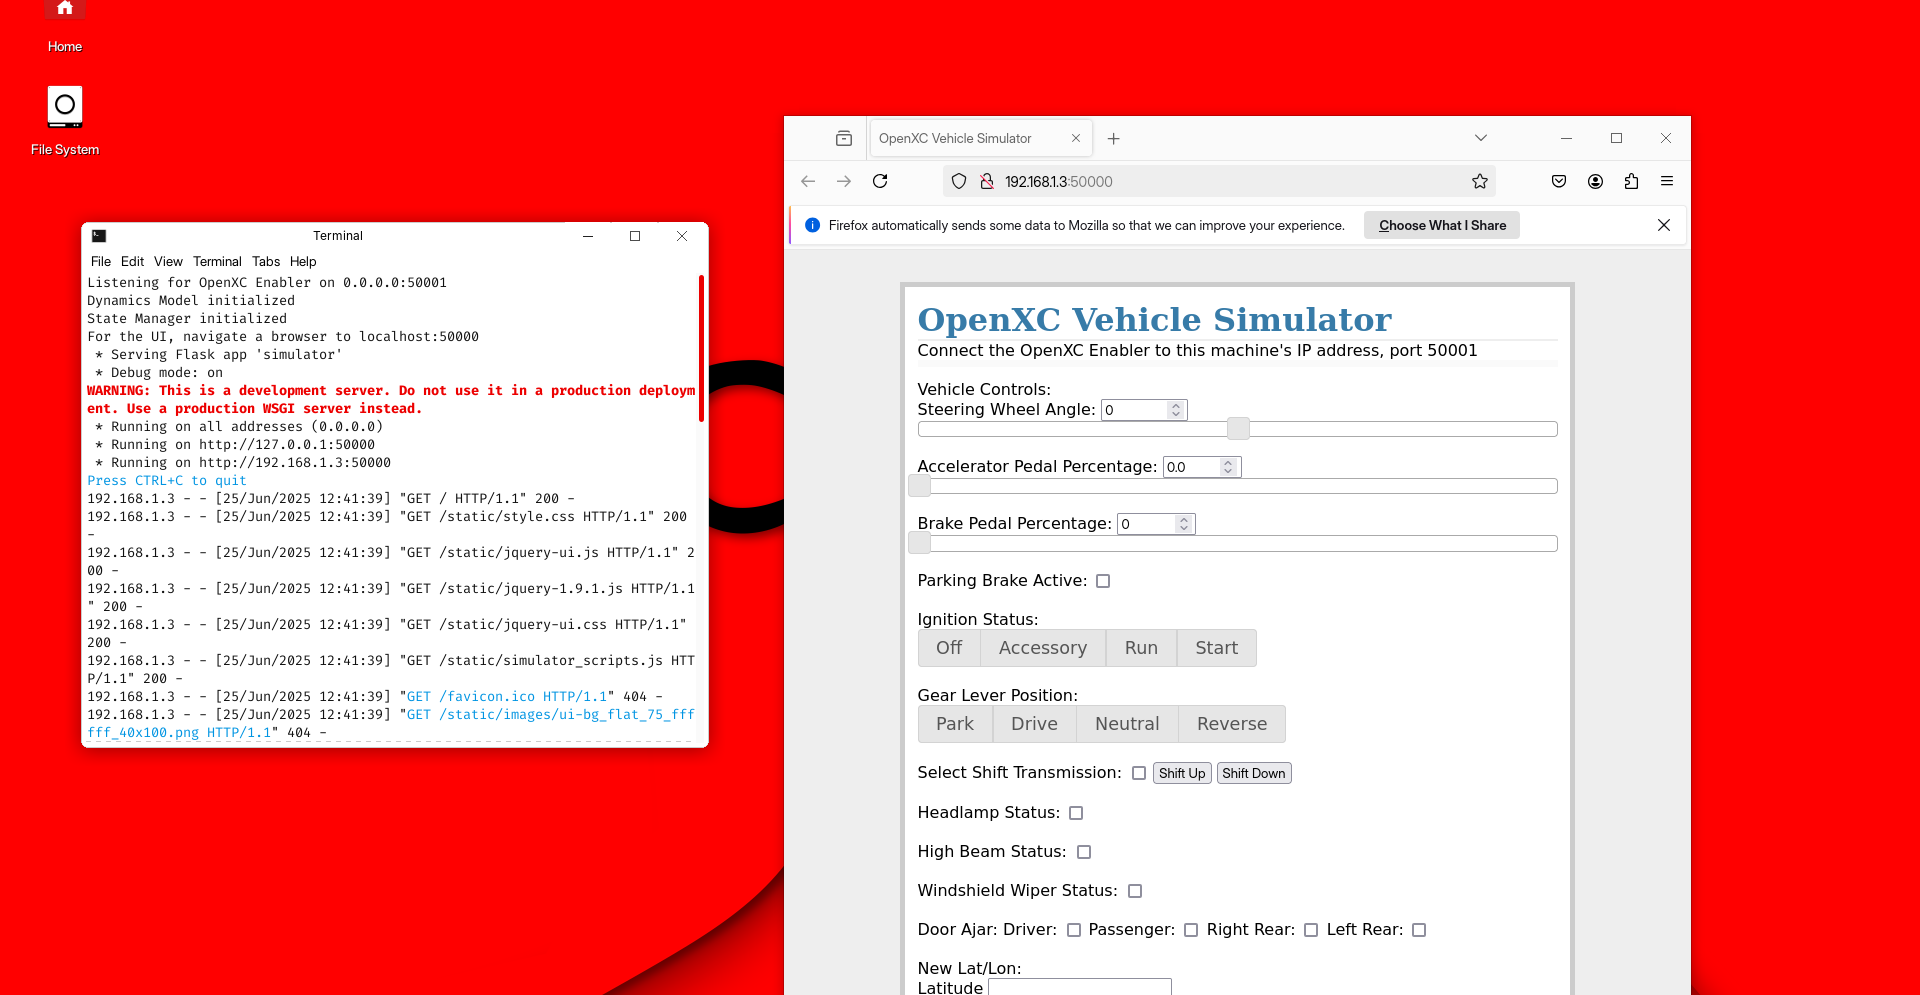 Home
File System
Terminal
File Edit View Terminal Tabs Help
Listening for OpenXC Enabler on 0.0.0.0:50001
Dynamics Model initialized
State Manager initialized
For the UI, navigate a browser to localhost:50000
* Serving Flask app 'simulator'
* Debug mode: on
WARNING: This is a development server. Do not use it in a production deploym
ent. Use a production WSGI server instead.
* Running on all addresses (0.0.0.0)
* Running on http://127.0.0.1:50000
* Running on http://192.168.1.3:50000
Press CTRL+C to quit
192.168.1.3 - - [25/Jun/2025 12:41:39] "GET / HTTP/1.1" 200 -
192.168.1.3 - - [25/Jun/2025 12:41:39] "GET /static/style.css HTTP/1.1" 200
-
192.168.1.3 - - [25/Jun/2025 12:41:39] "GET /static/jquery-ui.js HTTP/1.1" 2
00 -
192.168.1.3 - - [25/Jun/2025 12:41:39] "GET /static/jquery-1.9.1.js HTTP/1.1
" 200 -
192.168.1.3 - - [25/Jun/2025 12:41:39] "GET /static/jquery-ui.css HTTP/1.1"
200 -
192.168.1.3 - - [25/Jun/2025 12:41:39] "GET /static/simulator_scripts.js HTT
P/1.1" 200 -
192.168.1.3 - - [25/Jun/2025 12:41:39] "GET /favicon.ico HTTP/1.1" 404 -
192.168.1.3 - - [25/Jun/2025 12:41:39] "GET /static/images/ui-bg_flat_75_fff
fff_40x100.png HTTP/1.1" 404 -
OpenXC Vehicle Simulator
192.168.1.3:50000
Firefox automatically sends some data to Mozilla so that we can improve your experience. Choose What I Share
OpenXC Vehicle Simulator
Connect the OpenXC Enabler to this machine's IP address, port 50001
Vehicle Controls:
Steering Wheel Angle: 0
Accelerator Pedal Percentage: 0.0
Brake Pedal Percentage: 0
Parking Brake Active:
Ignition Status:
Off Accessory Run Start
Gear Lever Position:
Park Drive Neutral Reverse
Select Shift Transmission: Shift Up Shift Down
Headlamp Status:
High Beam Status:
Windshield Wiper Status:
Door Ajar: Driver: Passenger: Right Rear: Left Rear:
New Lat/Lon:
Latitude